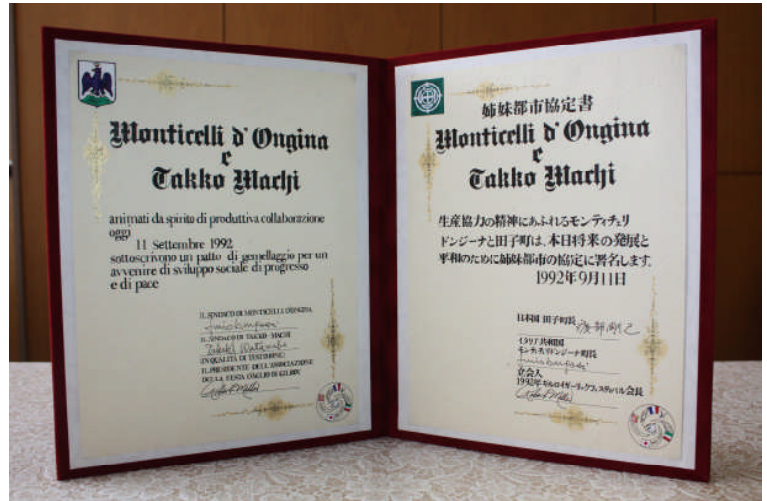 Monticelli d'Ongina
e
Takko Machi
animati da spirito di produttiva collaborazione
oggi
11 Settembre 1992
sottoscrivono un patto di gemellaggio per un
avvenire di sviluppo sociale di progresso
e di pace
IL SINDACO DI MONTICELLI D'ONGINA
IL SINDACO DI TAKKO-MACHI
Takaki Watanabe
IN QUALITÀ DI TESTIMONE:
IL PRESIDENTE DELL'ASSOCIAZIONE
DELLA FESTA D'AGLIO DI GILROY
姉妹都市協定書
Monticelli d'Ongina
e
Takko Machi
生産協力の精神にあふれるモンティチェリ
ドンジーナと田子町は、本日将来の発展と
平和のために姉妹都市の協定に署名します。
1992年9月11日
日本国 田子町長
イタリア共和国
モンティチェリドンジーナ町長
立会人
1992年ギルロイガーリックフェスティバル会長